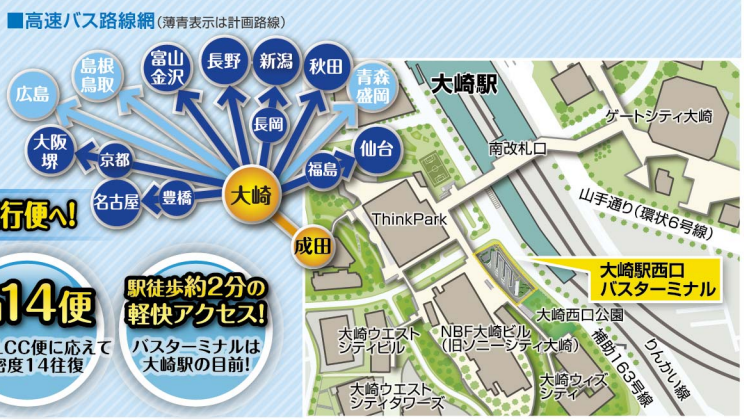 ■高速バス路線網(薄青表示は計画路線)
広島
島根
鳥取
富山
金沢
長野
新潟
秋田
青森
盛岡
長岡
大阪
堺
京都
名古屋
豊橋
大崎
福島
仙台
成田
行便へ!
14便
LCC便に応えて
密度14往復
駅徒歩約2分の
軽快アクセス!
バスターミナルは
大崎駅の目前!
大崎駅
ゲートシティ大崎
南改札口
山手通り(環状6号線)
ThinkPark
大崎駅西口
バスターミナル
大崎西口公園
大崎ウエスト
シティビル
NBF大崎ビル
(旧ソニーシティ大崎)
大崎ウィズ
シティ
大崎ウエスト
シティタワーズ
補助163号線
りんかい線